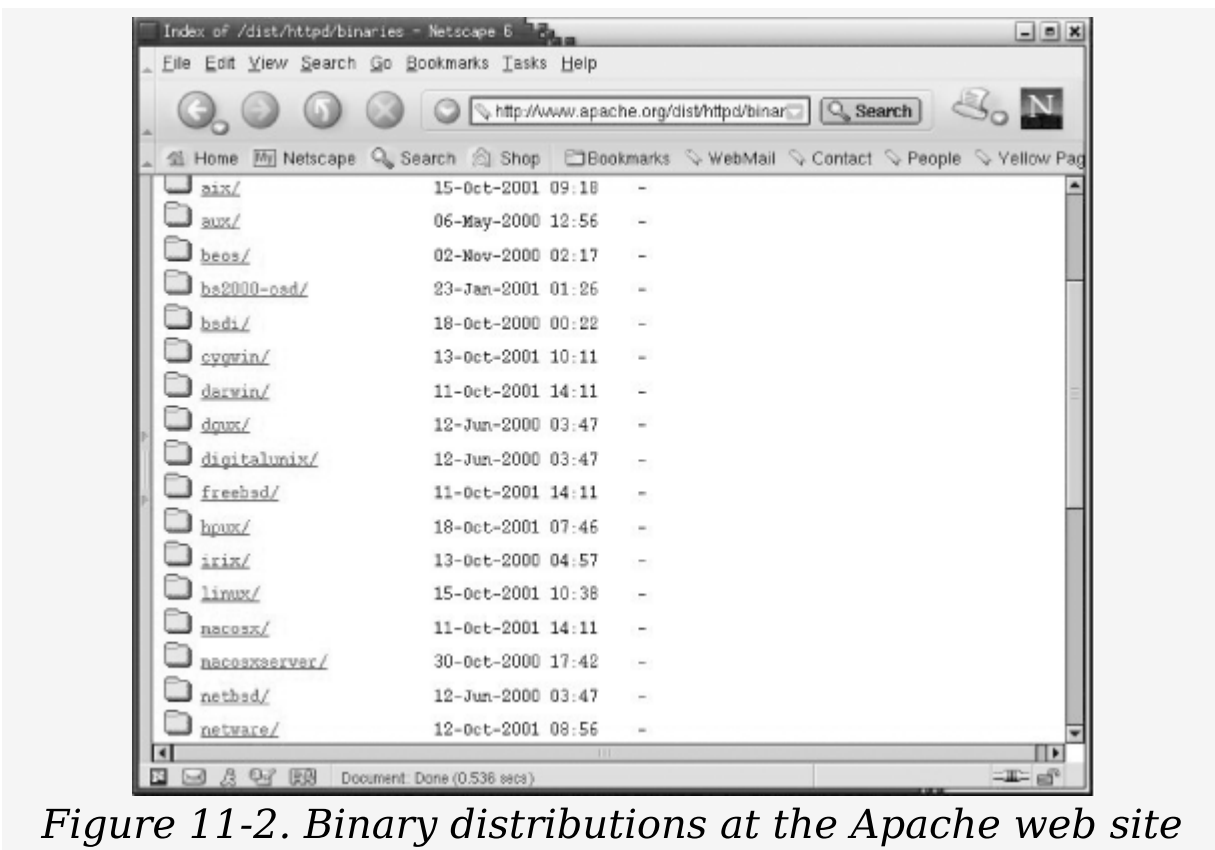 Index of /dist/httpd/binaries - Netscape 6
File Edit View Search Go Bookmarks Tasks Help
http://www.apache.org/dist/httpd/binar Search N
Home My Netscape Search Shop Bookmarks WebMail Contact People Yellow Pag
aix/ 15-Oct-2001 09:18 -
aux/ 06-May-2000 12:56 -
beos/ 02-Nov-2000 02:17 -
bs2000-osd/ 23-Jan-2001 01:26 -
bsdi/ 18-Oct-2000 00:22 -
cygwin/ 13-Oct-2001 10:11 -
darwin/ 11-Oct-2001 14:11 -
dgux/ 12-Jun-2000 03:47 -
digitalunix/ 12-Jun-2000 03:47 -
freebsd/ 11-Oct-2001 14:11 -
hpux/ 18-Oct-2001 07:46 -
irix/ 13-Oct-2000 04:57 -
linux/ 15-Oct-2001 10:38 -
macosx/ 11-Oct-2001 14:11 -
macosxserver/ 30-Oct-2000 17:42 -
netbsd/ 12-Jun-2000 03:47 -
netware/ 12-Oct-2001 08:56 -
Document: Done (0.536 secs)
Figure 11-2. Binary distributions at the Apache web site